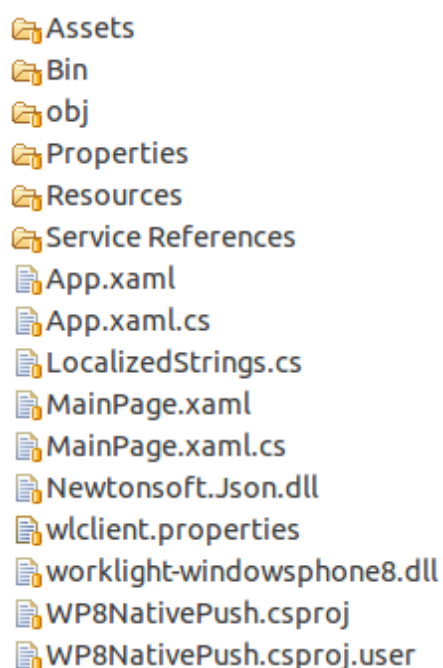 Assets
Bin
obj
Properties
Resources
Service References
App.xaml
App.xaml.cs
LocalizedStrings.cs
MainPage.xaml
MainPage.xaml.cs
Newtonsoft.Json.dll
wlclient.properties
worklight-windowsphone8.dll
WP8NativePush.csproj
WP8NativePush.csproj.user